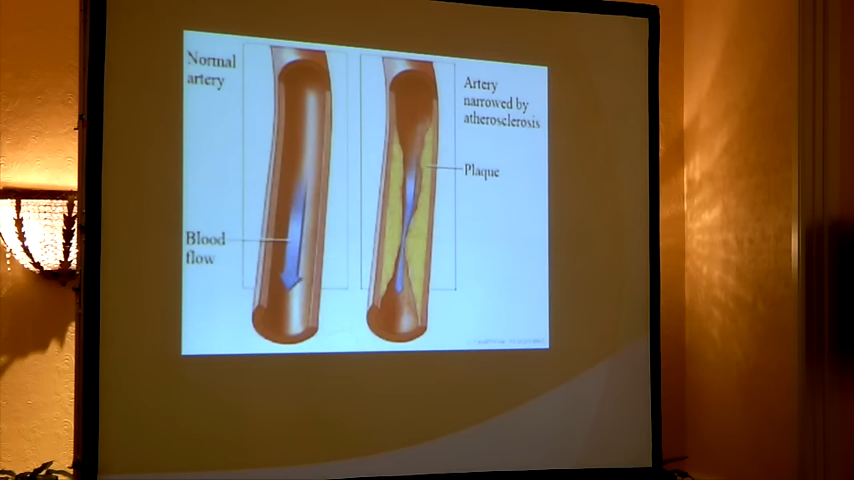 Normal
artery
Blood
flow
Artery
narrowed by
atherosclerosis
Plaque